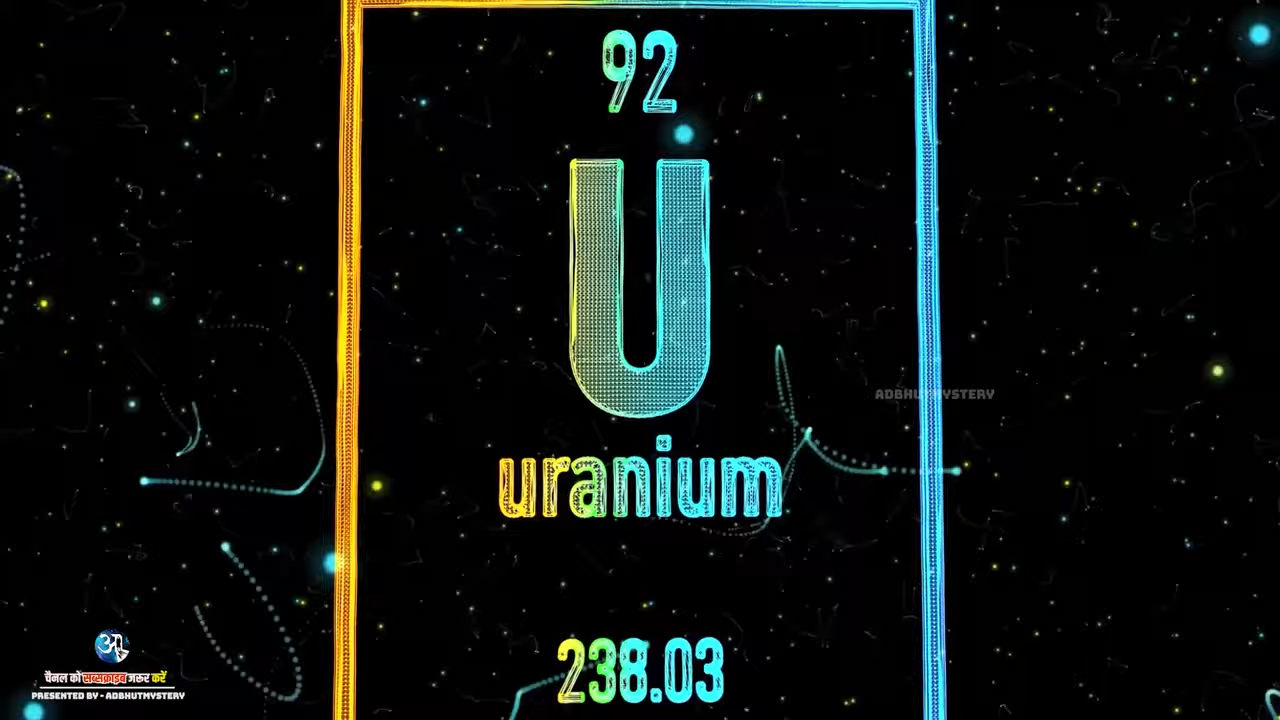 92
U
uranium
238.03
ADBHUTMYSTERY
अ
चैनल को सब्सक्राइब जरूर करें
PRESENTED BY - ADBHUTMYSTERY